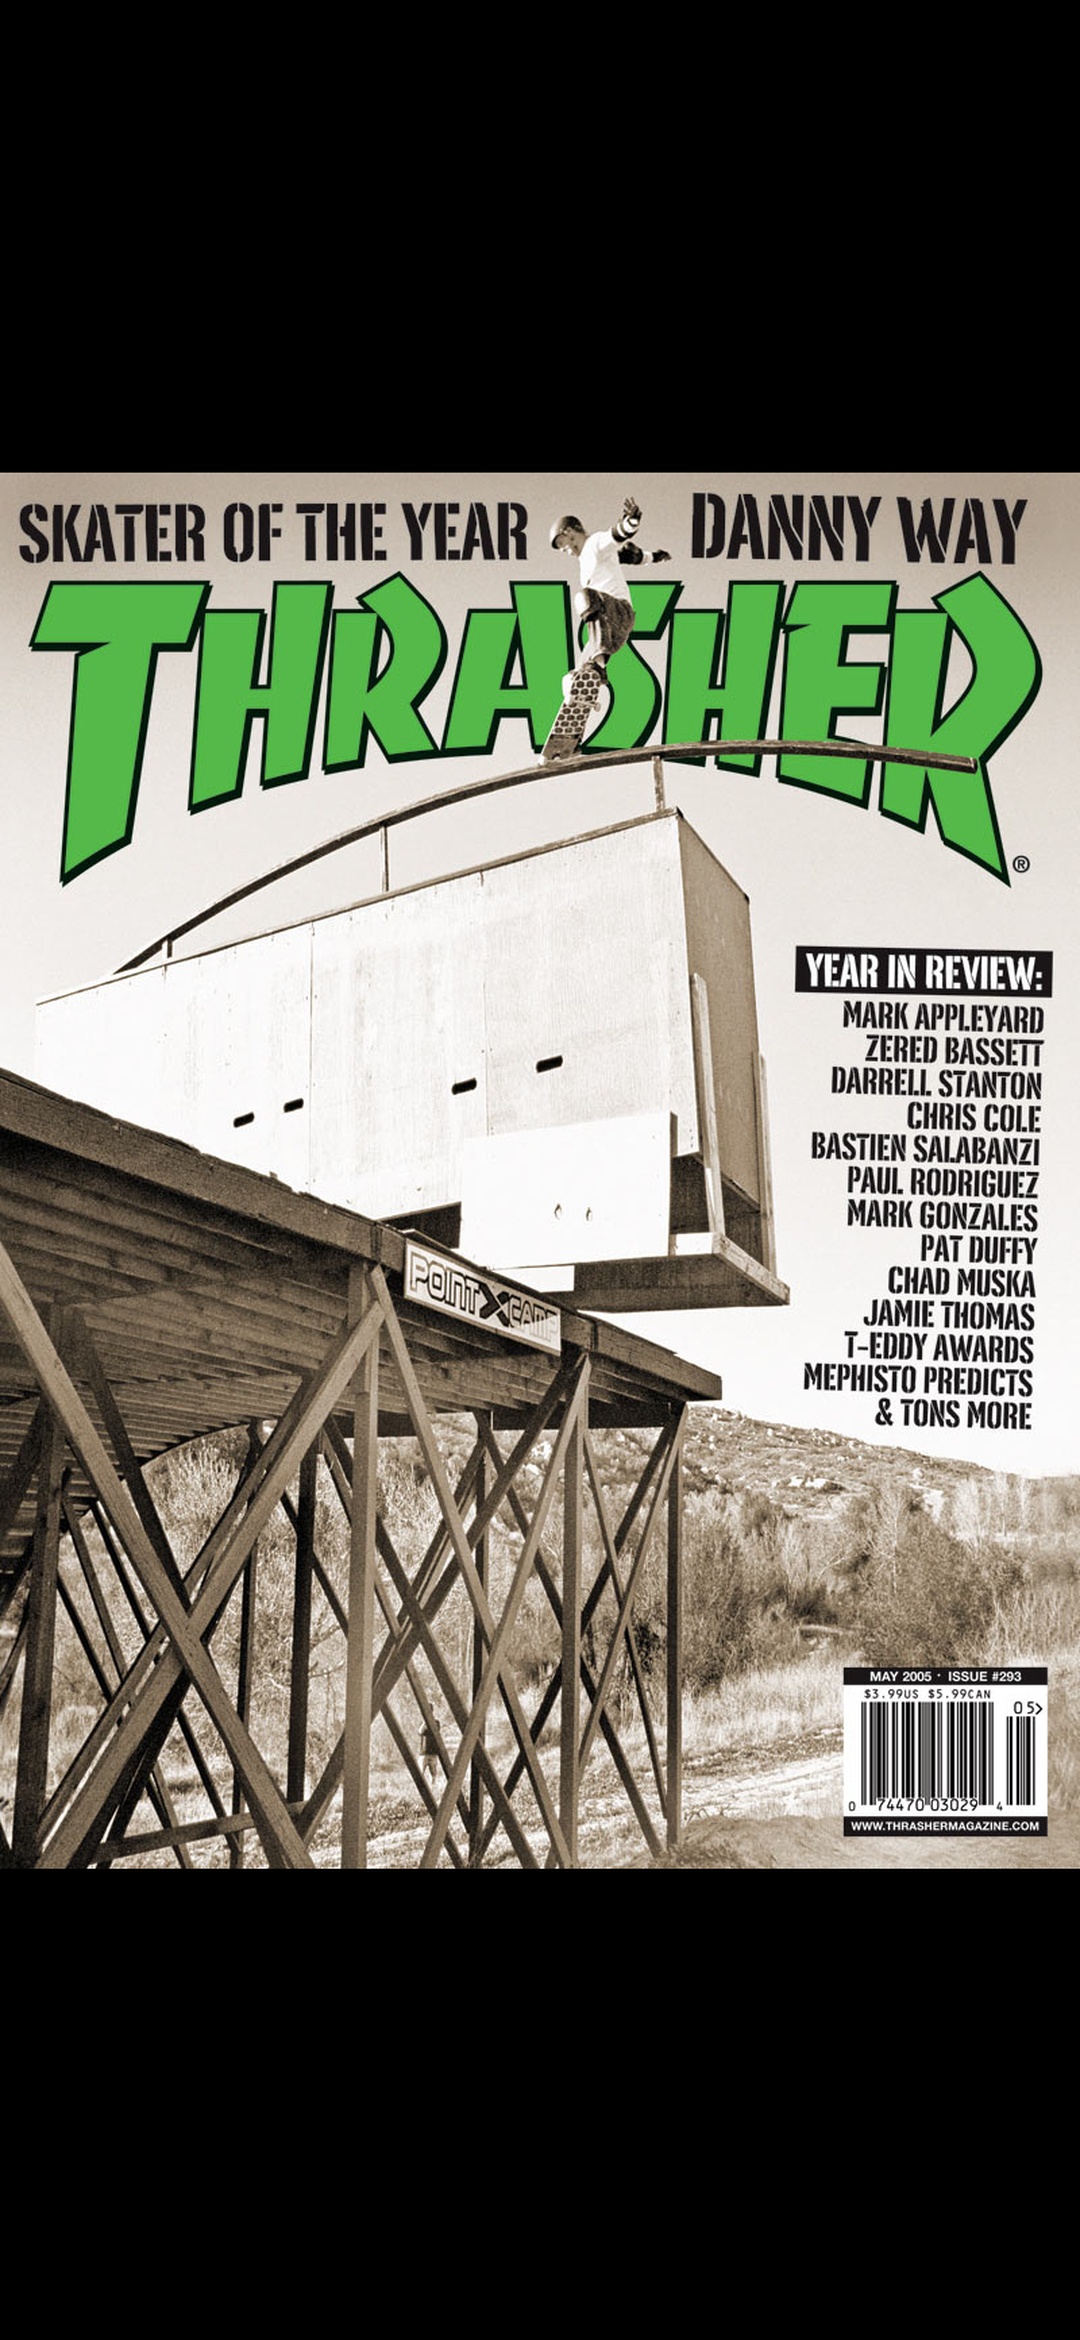 SKATER OF THE YEAR DANNY WAY
THRASHER
®
YEAR IN REVIEW:
MARK APPLEYARD
ZERED BASSETT
DARRELL STANTON
CHRIS COLE
BASTIEN SALABANZI
PAUL RODRIGUEZ
MARK GONZALES
PAT DUFFY
CHAD MUSKA
JAMIE THOMAS
T-EDDY AWARDS
MEPHISTO PREDICTS
& TONS MORE
POINT X CAMP
MAY 2005 · ISSUE #293
$3.99US $5.99CAN
05>
0 74470 03029 4
WWW.THRASHERMAGAZINE.COM